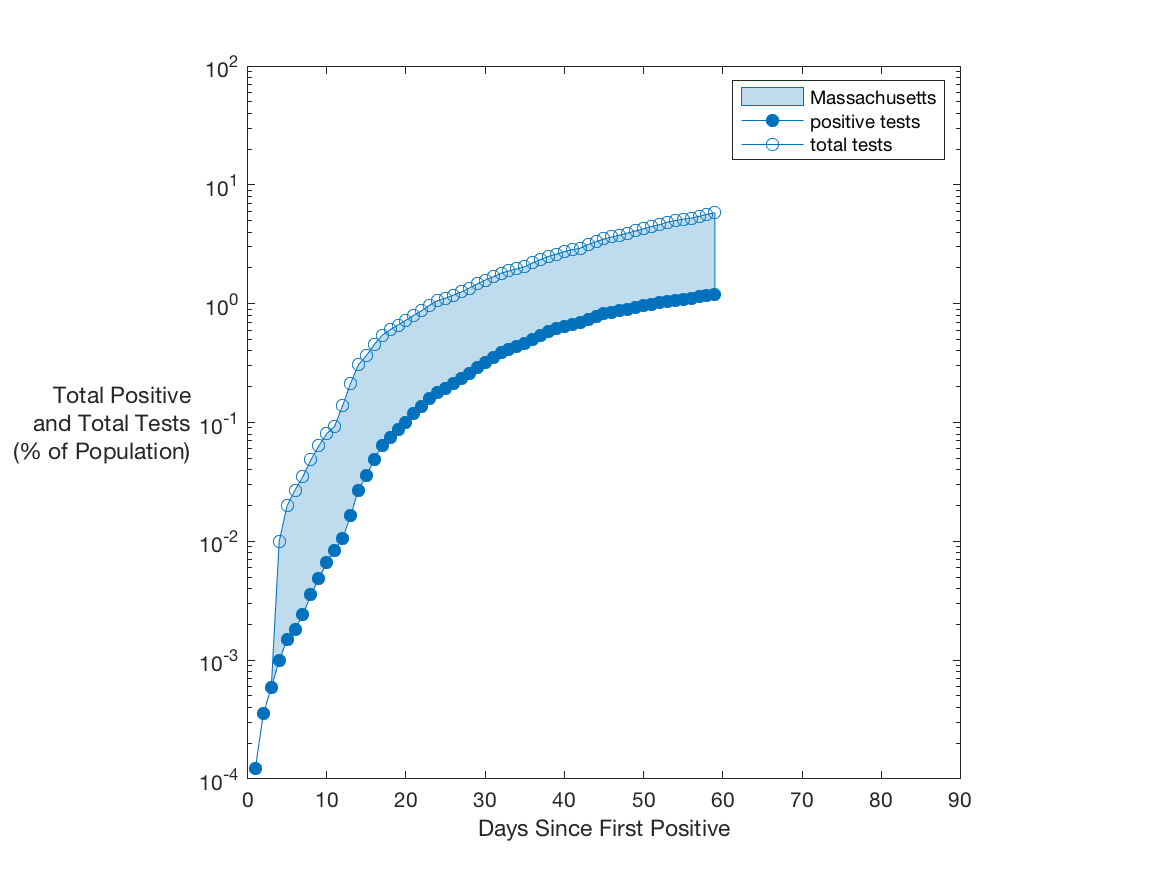 10^2
10^1
10^0
10^-1
10^-2
10^-3
10^-4
Total Positive
and Total Tests
(% of Population)
Massachusetts
positive tests
total tests
0 10 20 30 40 50 60 70 80 90
Days Since First Positive